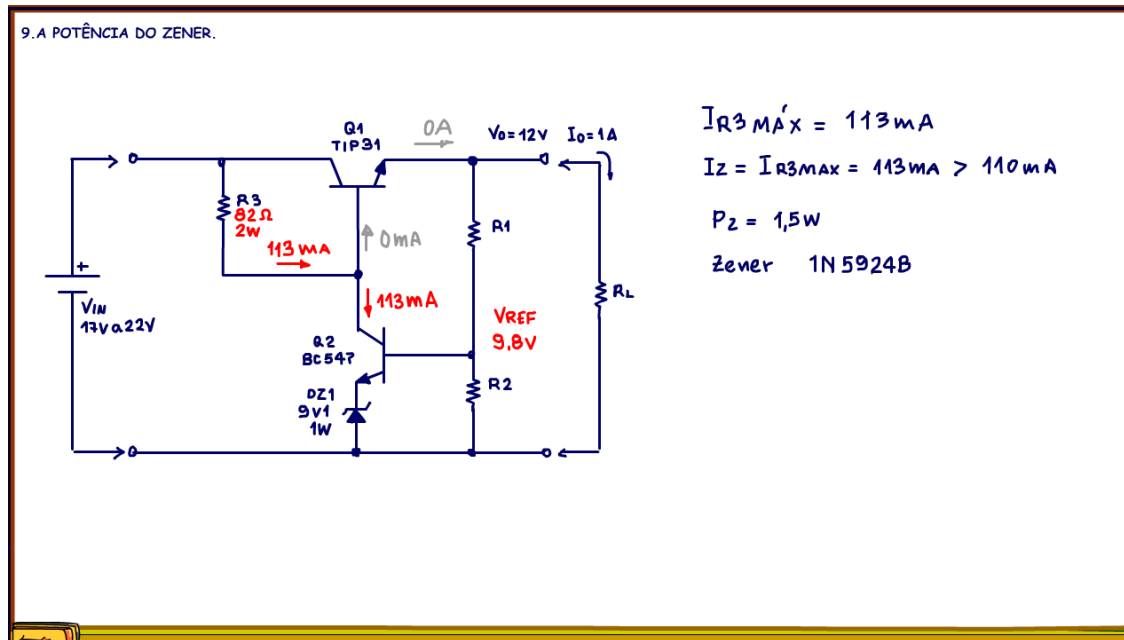 9.A POTÊNCIA DO ZENER.
Q1
TIP31
0A
Vo=12V Io=1A
R3
82Ω
2W
113mA
0mA
R1
113mA
+
VIN
17V a 22V
Q2
BC547
VREF
9,8V
RL
R2
DZ1
9V1
1W
IR3 MÁX = 113mA
IZ = IR3MAX = 113mA > 110mA
PZ = 1,5W
Zener 1N5924B